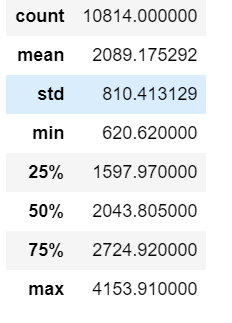 count 10814.000000
mean 2089.175292
std 810.413129
min 620.620000
25% 1597.970000
50% 2043.805000
75% 2724.920000
max 4153.910000